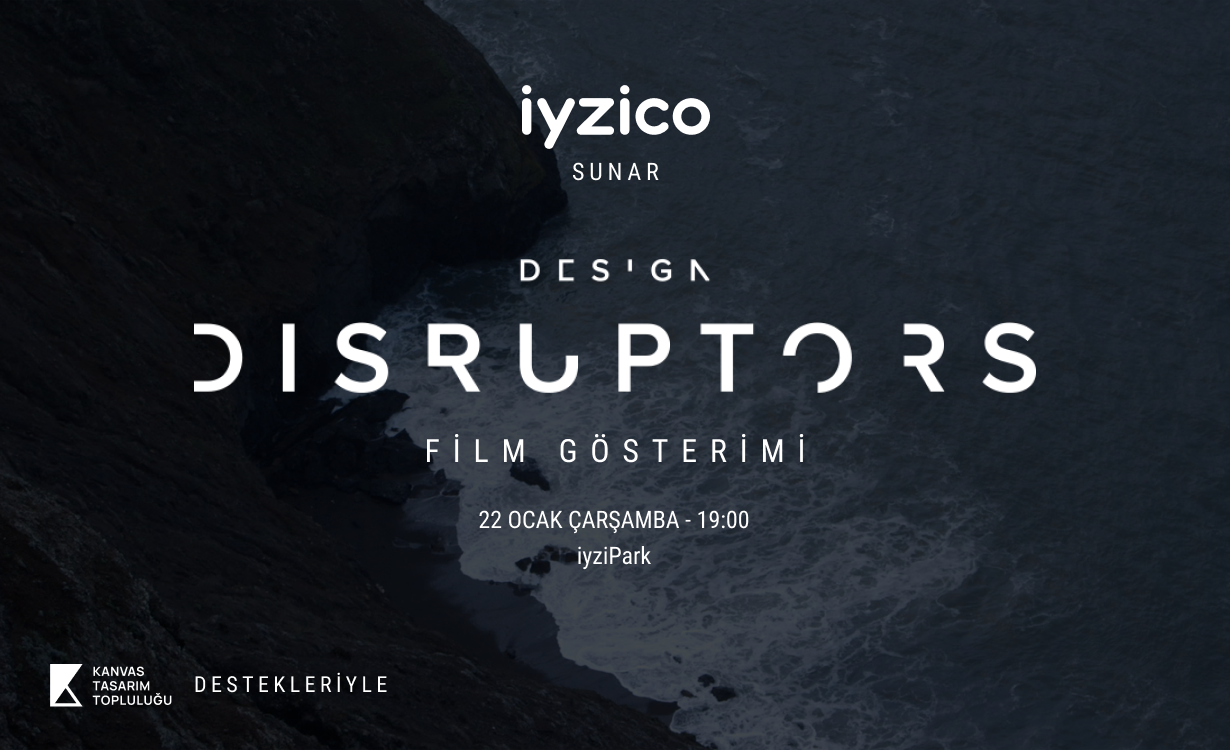 iyzico
SUNAR
DESIGN
DISRUPTORS
FİLM GÖSTERİMİ
22 OCAK ÇARŞAMBA - 19:00
iyziPark
KANVAS
TASARIM
TOPLULUĞU
DESTEKLERİYLE